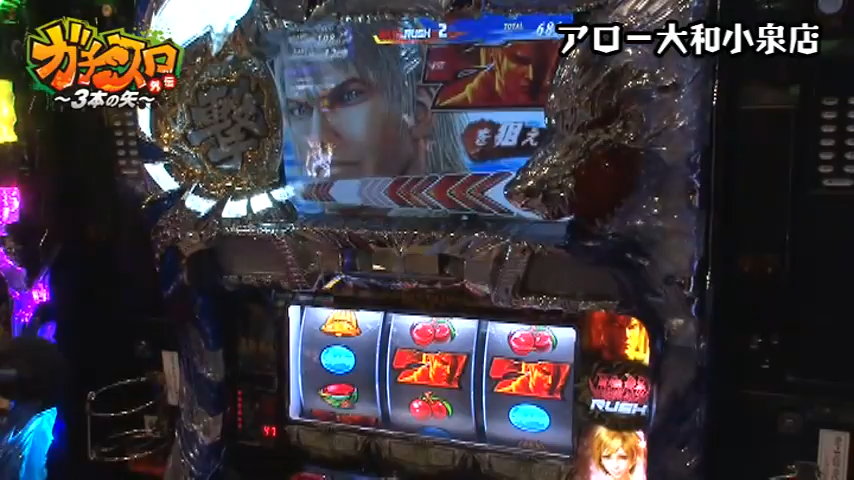 ガチスロ
外伝
～3本の矢～
アロー大和小泉店
RUSH 2
TOTAL 68
撃
を狙え
RUSH
47